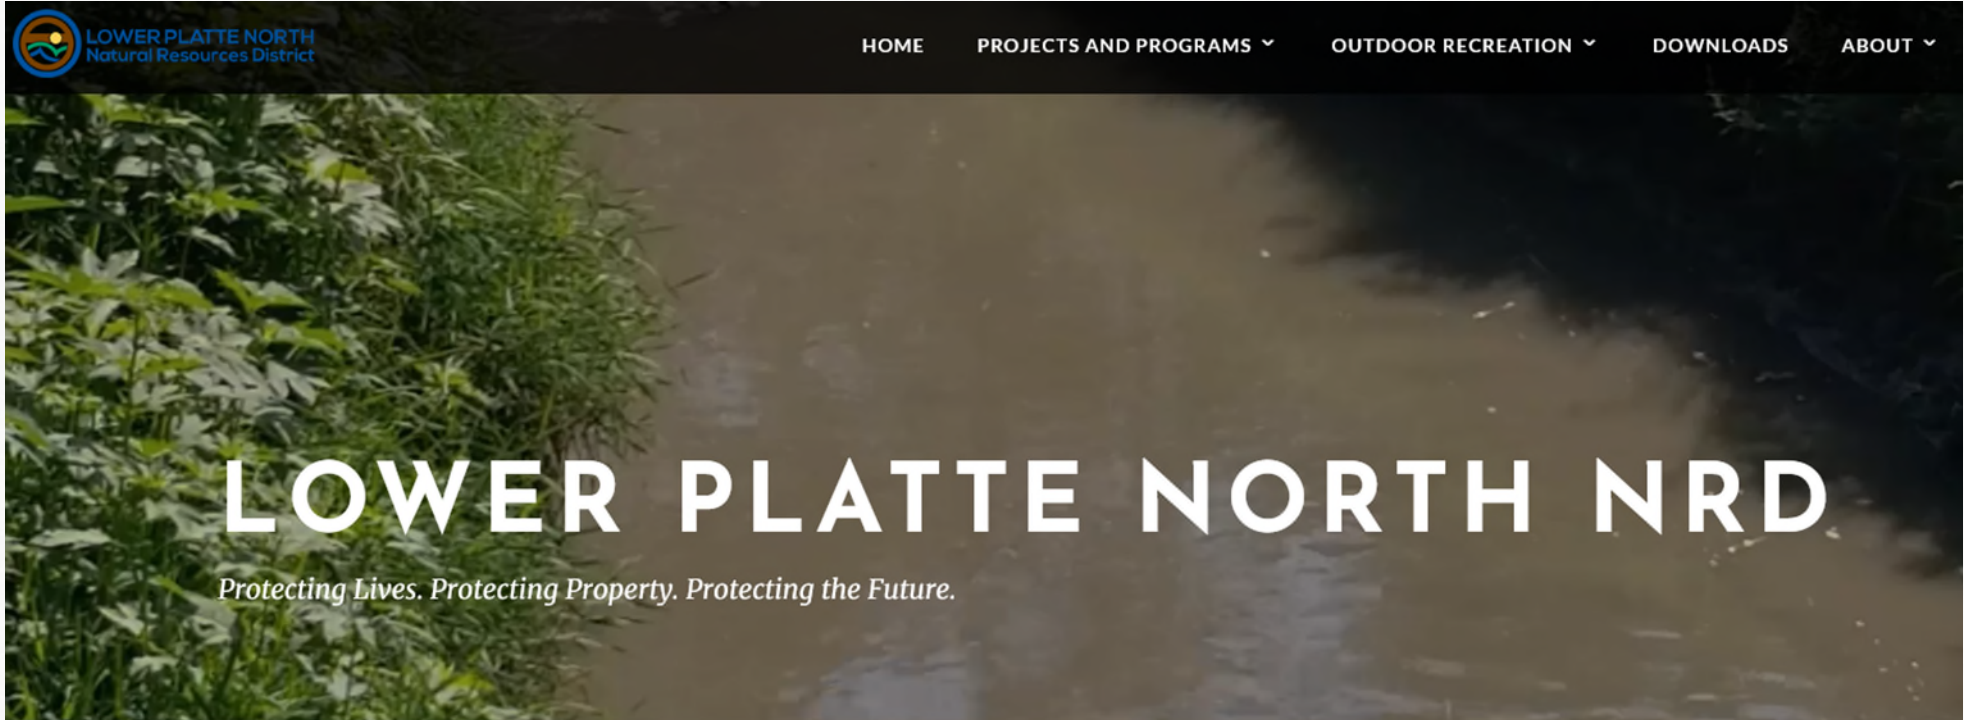 LOWER PLATTE NORTH
Natural Resources District
HOME PROJECTS AND PROGRAMS OUTDOOR RECREATION DOWNLOADS ABOUT
LOWER PLATTE NORTH NRD
Protecting Lives. Protecting Property. Protecting the Future.